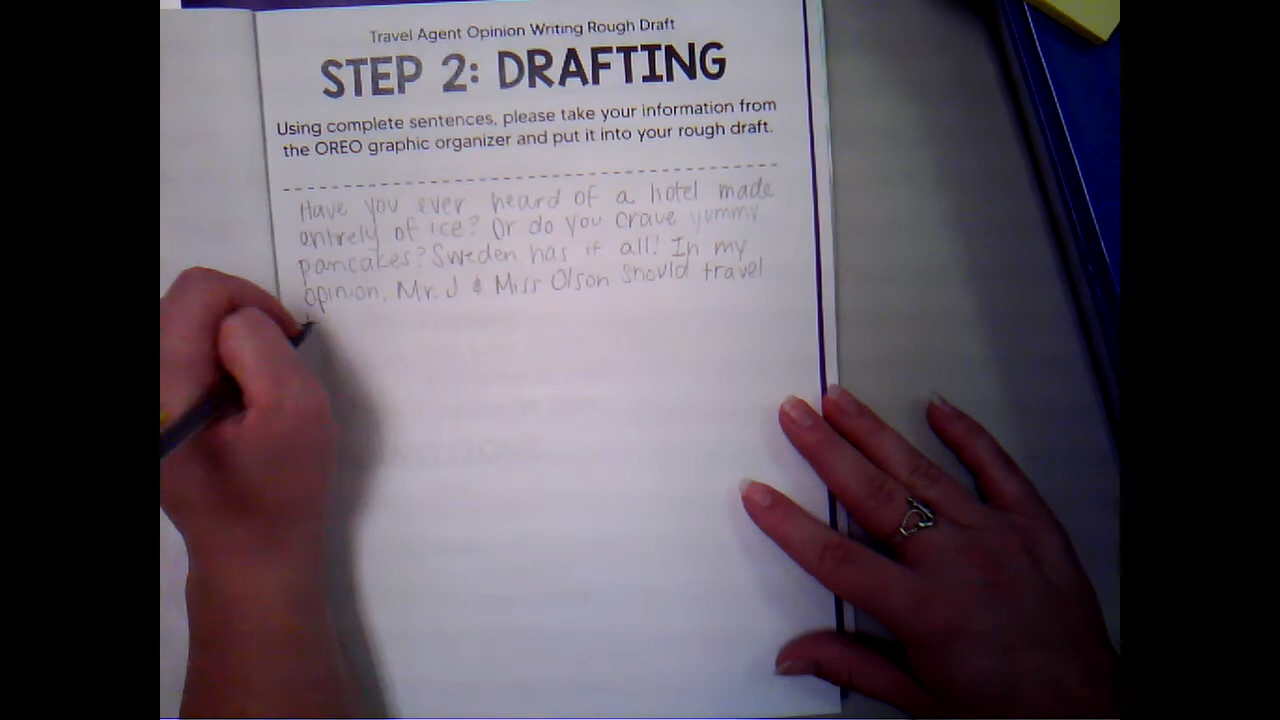 Travel Agent Opinion Writing Rough Draft
STEP 2: DRAFTING
Using complete sentences, please take your information from
the OREO graphic organizer and put it into your rough draft.
Have you ever heard of a hotel made
entirely of ice? Or do you crave yummy
pancakes? Sweden has it all! In my
opinion, Mr. J & Miss Olson should travel